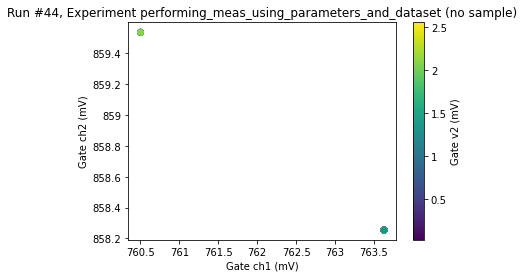 Run #44, Experiment performing_meas_using_parameters_and_dataset (no sample)
859.4
859.2
859
858.8
858.6
858.4
858.2
Gate ch2 (mV)
760.5 761 761.5 762 762.5 763 763.5
Gate ch1 (mV)
2.5
2
1.5
1
0.5
Gate v2 (mV)